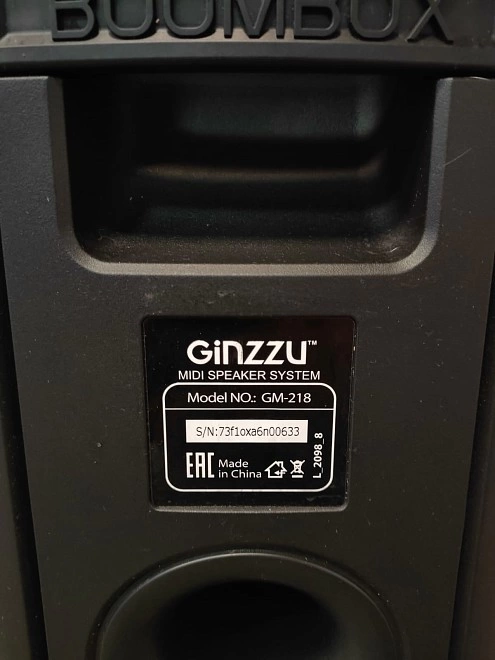 BOOMBOX
GiNZZU™
MIDI SPEAKER SYSTEM
Model NO.: GM-218
S/N:73f1oxa6n00633
EAC
Made
in China
L_2098_8